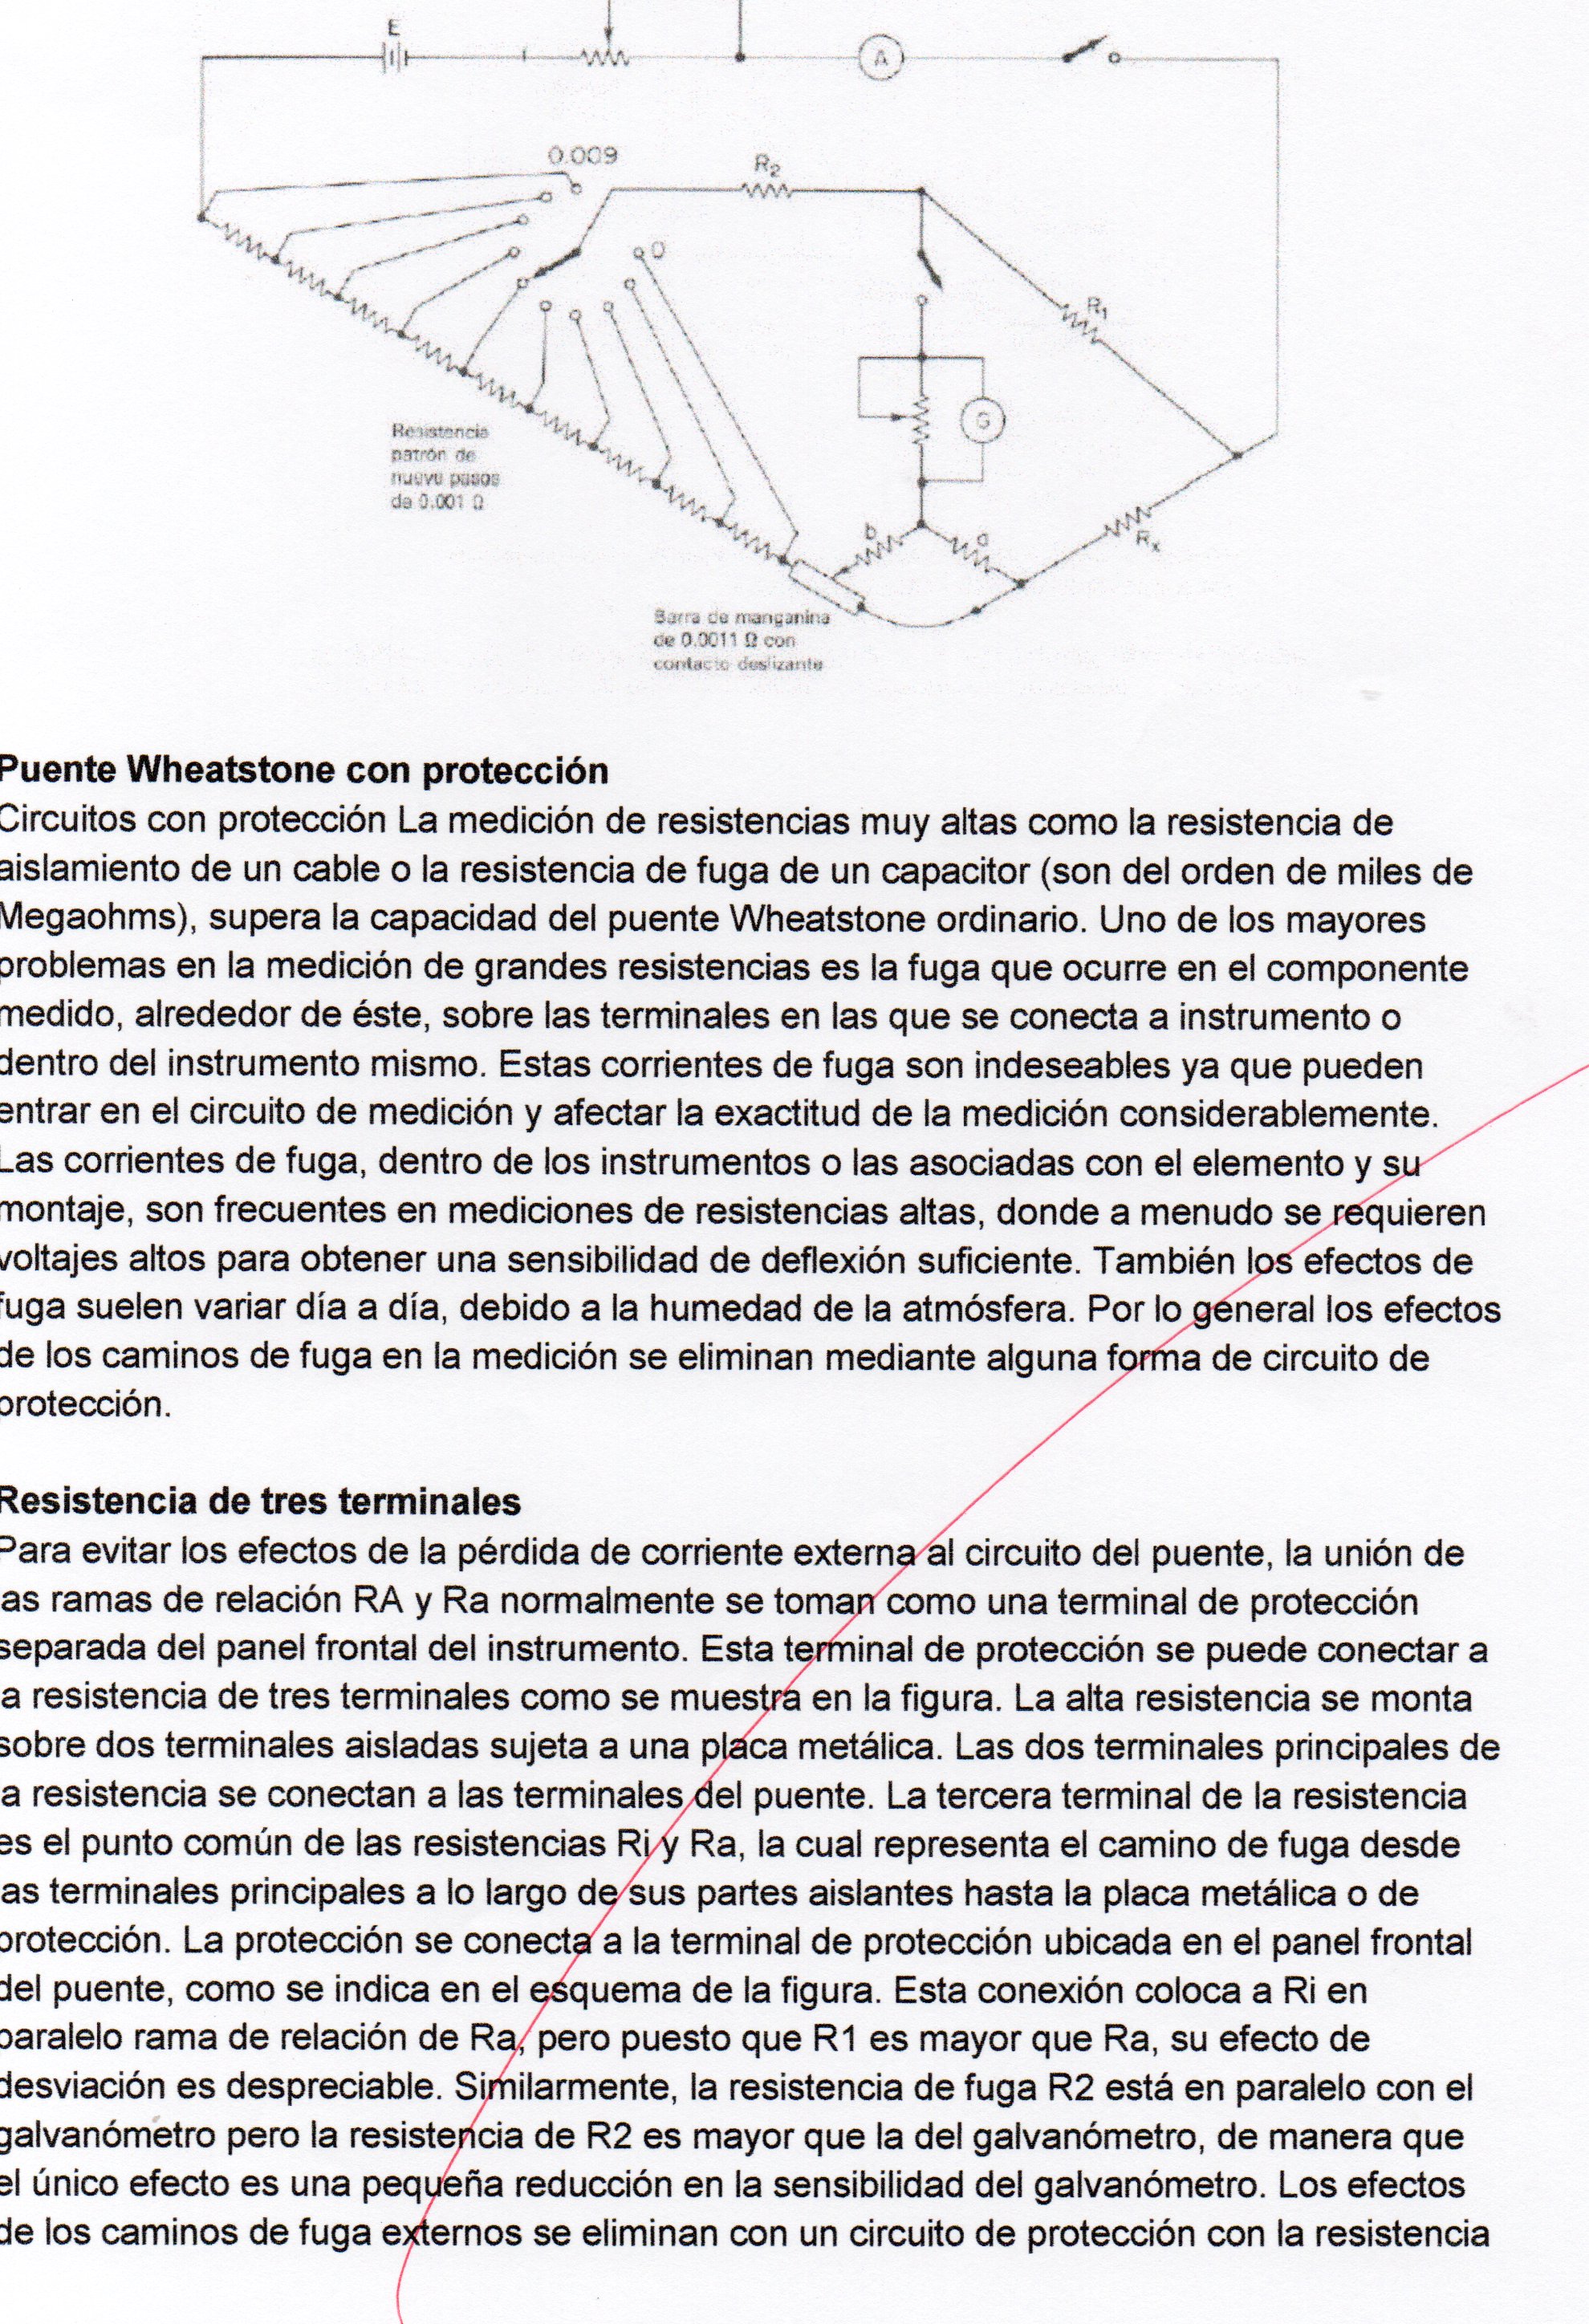 E
A
0.009
R2
0
R1
G
Resistencia
patrón de
nueve pasos
de 0.001 Ω
b
a
Rx
Barra de manganina
de 0.0011 Ω con
contacto deslizante
Puente Wheatstone con protección
Circuitos con protección La medición de resistencias muy altas como la resistencia de
aislamiento de un cable o la resistencia de fuga de un capacitor (son del orden de miles de
Megaohms), supera la capacidad del puente Wheatstone ordinario. Uno de los mayores
problemas en la medición de grandes resistencias es la fuga que ocurre en el componente
medido, alrededor de éste, sobre las terminales en las que se conecta a instrumento o
dentro del instrumento mismo. Estas corrientes de fuga son indeseables ya que pueden
entrar en el circuito de medición y afectar la exactitud de la medición considerablemente.
Las corrientes de fuga, dentro de los instrumentos o las asociadas con el elemento y su
montaje, son frecuentes en mediciones de resistencias altas, donde a menudo se requieren
voltajes altos para obtener una sensibilidad de deflexión suficiente. También los efectos de
fuga suelen variar día a día, debido a la humedad de la atmósfera. Por lo general los efectos
de los caminos de fuga en la medición se eliminan mediante alguna forma de circuito de
protección.
Resistencia de tres terminales
Para evitar los efectos de la pérdida de corriente externa al circuito del puente, la unión de
las ramas de relación RA y Ra normalmente se toman como una terminal de protección
separada del panel frontal del instrumento. Esta terminal de protección se puede conectar a
la resistencia de tres terminales como se muestra en la figura. La alta resistencia se monta
sobre dos terminales aisladas sujeta a una placa metálica. Las dos terminales principales de
la resistencia se conectan a las terminales del puente. La tercera terminal de la resistencia
es el punto común de las resistencias Ri y Ra, la cual representa el camino de fuga desde
las terminales principales a lo largo de sus partes aislantes hasta la placa metálica o de
protección. La protección se conecta a la terminal de protección ubicada en el panel frontal
del puente, como se indica en el esquema de la figura. Esta conexión coloca a Ri en
paralelo rama de relación de Ra, pero puesto que R1 es mayor que Ra, su efecto de
desviación es despreciable. Similarmente, la resistencia de fuga R2 está en paralelo con el
galvanómetro pero la resistencia de R2 es mayor que la del galvanómetro, de manera que
el único efecto es una pequeña reducción en la sensibilidad del galvanómetro. Los efectos
de los caminos de fuga externos se eliminan con un circuito de protección con la resistencia